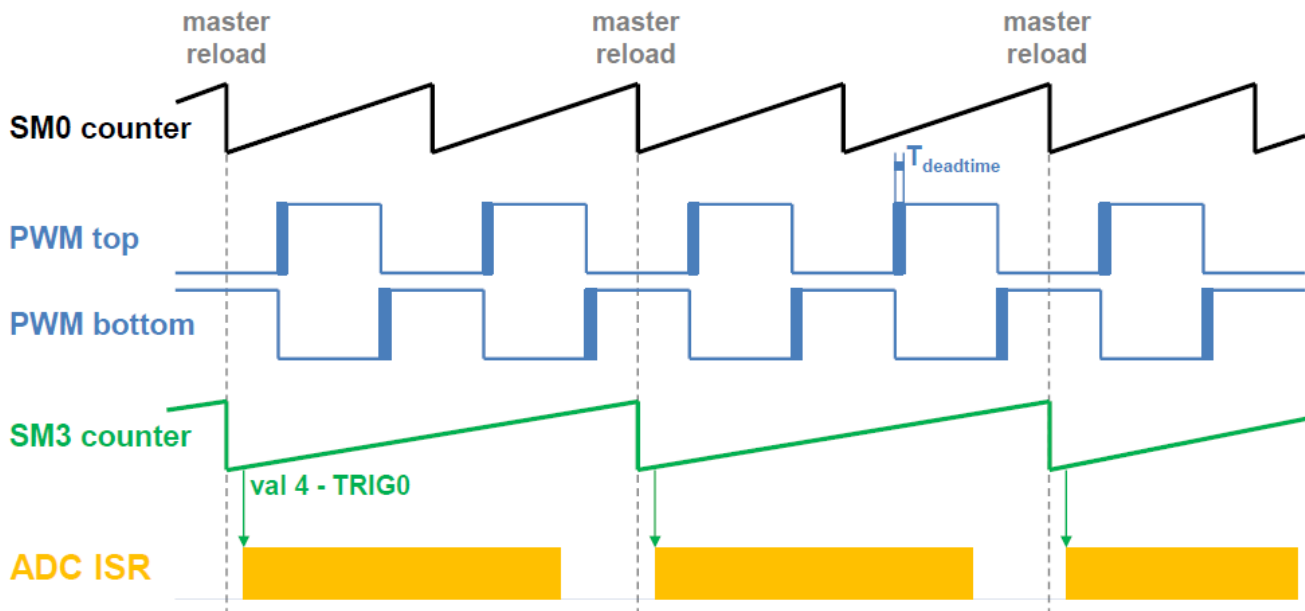 master
reload
master
reload
master
reload
SM0 counter
T deadtime
PWM top
PWM bottom
SM3 counter
val 4 - TRIG0
ADC ISR